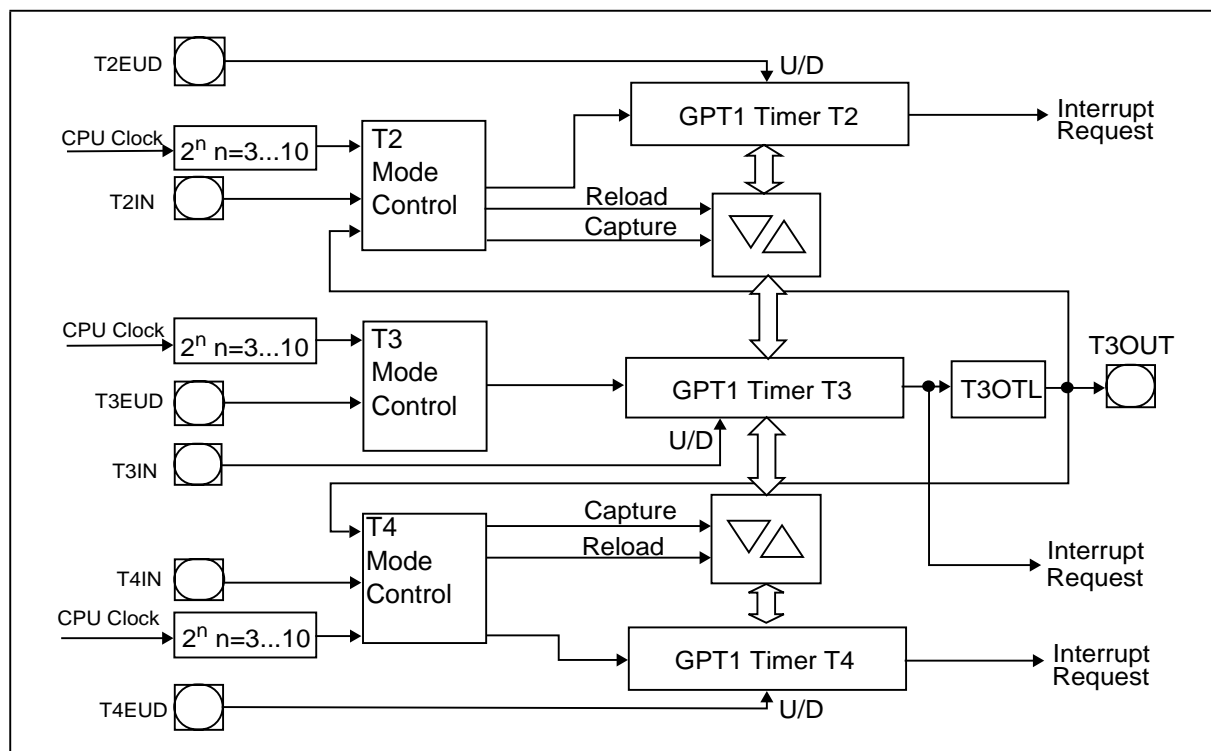 T2EUD
U/D
GPT1 Timer T2
Interrupt
Request
CPU Clock
2ⁿ n=3...10
T2
Mode
Control
T2IN
Reload
Capture
CPU Clock
2ⁿ n=3...10
T3
Mode
Control
T3OUT
GPT1 Timer T3
T3OTL
T3EUD
U/D
T3IN
T4
Mode
Control
Capture
Reload
Interrupt
Request
T4IN
CPU Clock
2ⁿ n=3...10
GPT1 Timer T4
Interrupt
Request
T4EUD
U/D